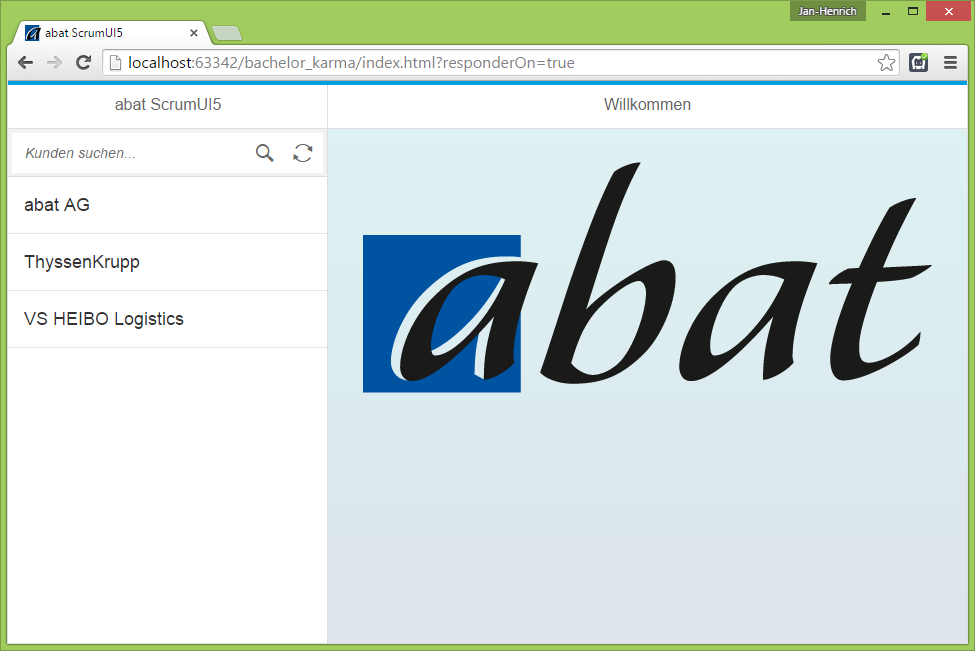 Jan-Henrich
abat ScrumUI5
localhost:63342/bachelor_karma/index.html?responderOn=true
abat ScrumUI5
Willkommen
Kunden suchen...
abat AG
ThyssenKrupp
VS HEIBO Logistics
abat